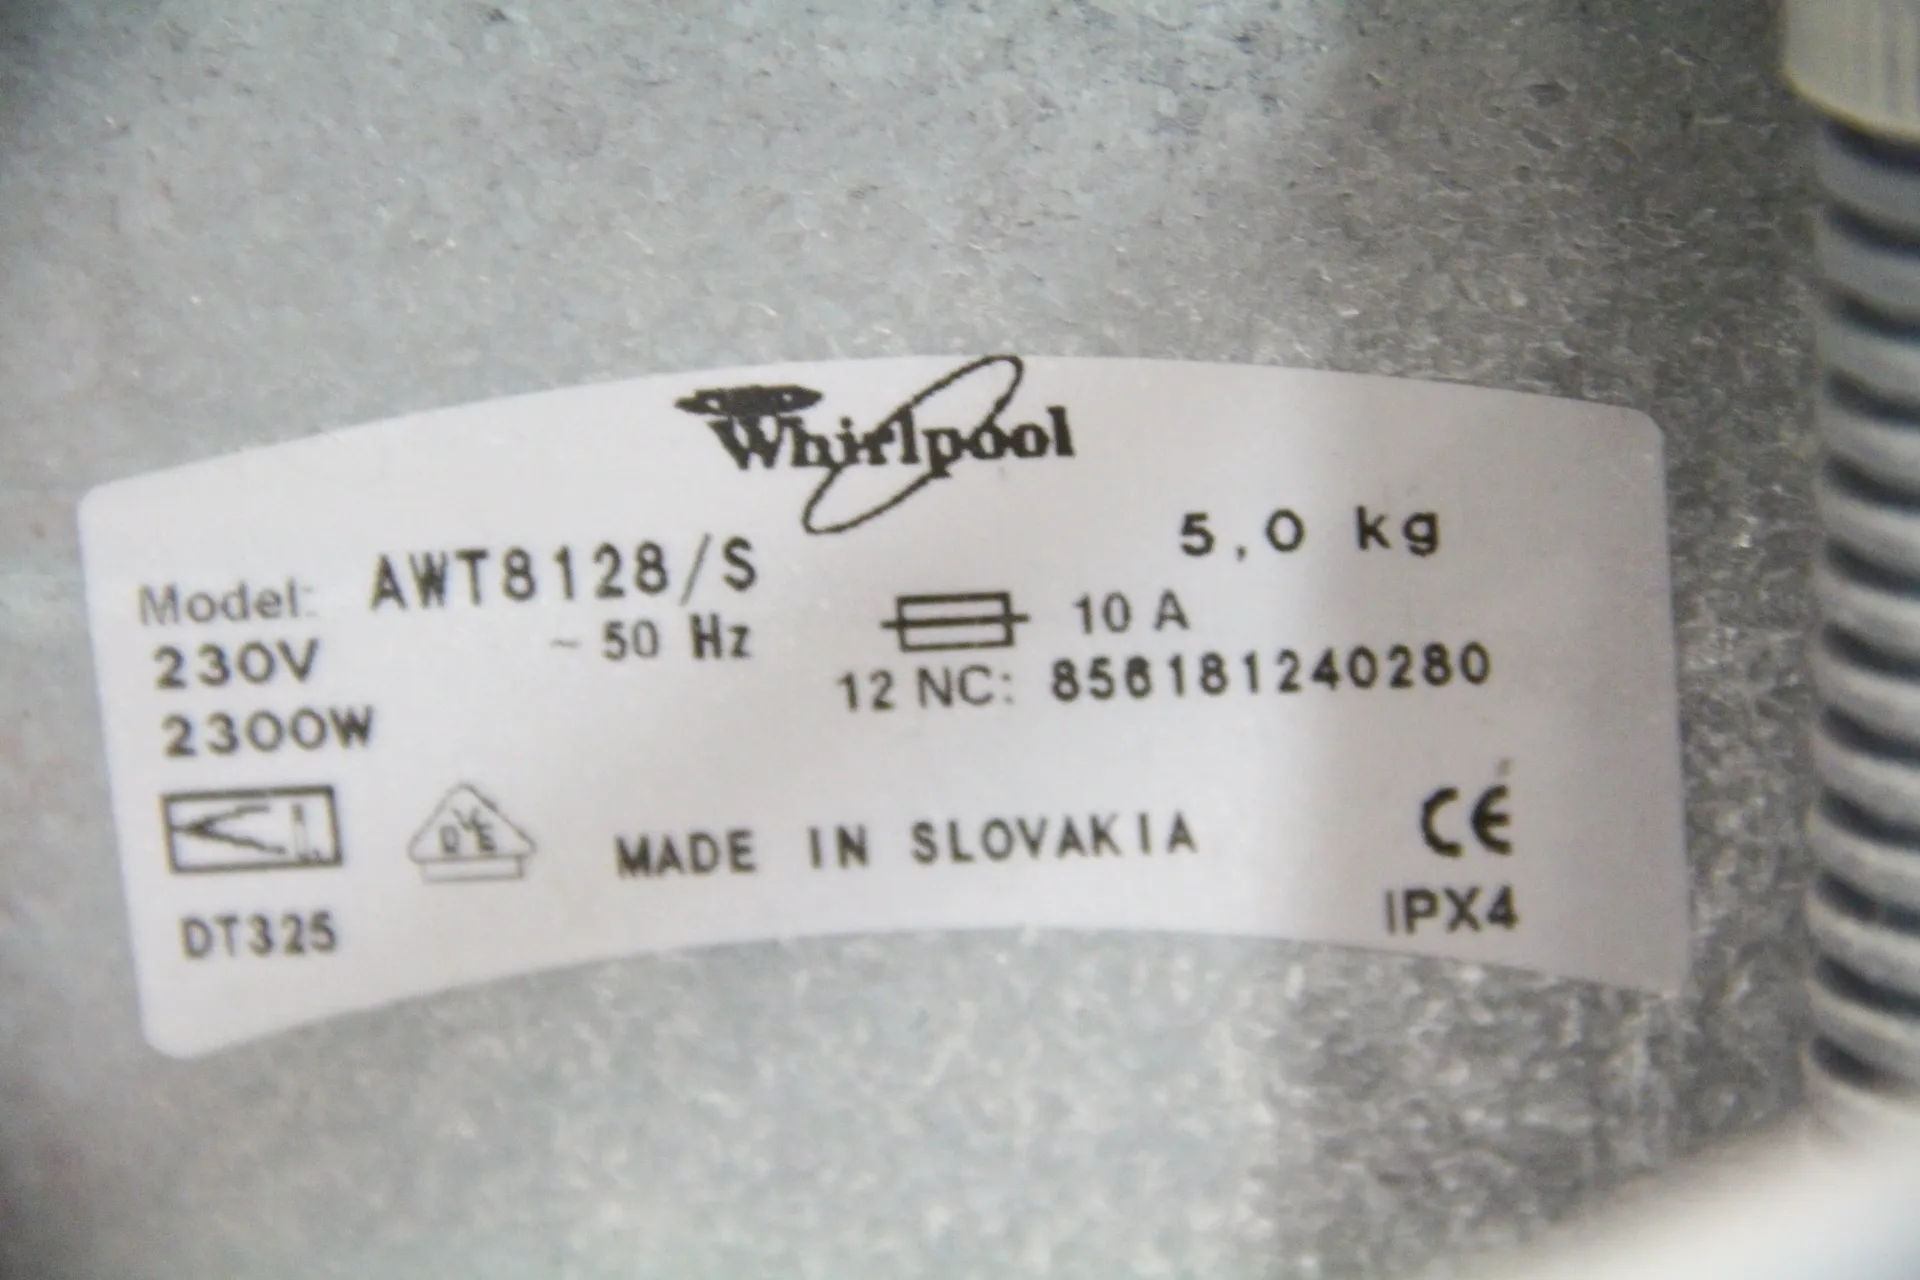 Whirlpool
5,0 kg
Model: AWT8128/S
230V ~ 50 Hz 10 A
2300W 12 NC: 856181240280
DVE MADE IN SLOVAKIA CE
DT325 IPX4